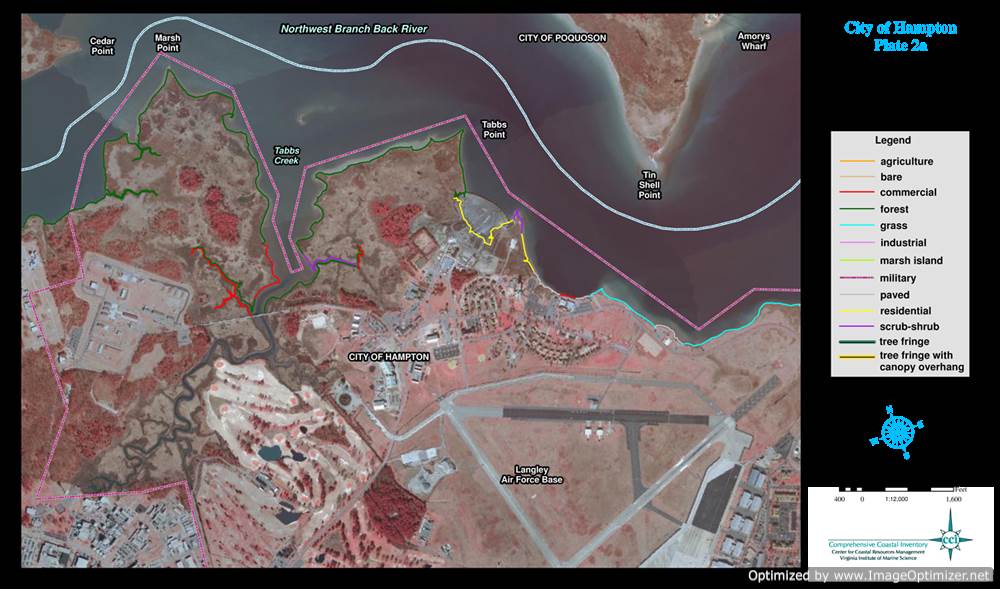 City of Hampton
Plate 2a
Northwest Branch Back River
CITY OF POQUOSON
Cedar
Point
Marsh
Point
Amorys
Wharf
Tabbs
Point
Tabbs
Creek
Tin
Shell
Point
CITY OF HAMPTON
Langley
Air Force Base
Legend
agriculture
bare
commercial
forest
grass
industrial
marsh island
military
paved
residential
scrub-shrub
tree fringe
tree fringe with
canopy overhang
Feet
400 0 1:12,000 1,600
Comprehensive Coastal Inventory
Center for Coastal Resources Management
Virginia Institute of Marine Science
cci
Optimized by www.ImageOptimizer.net